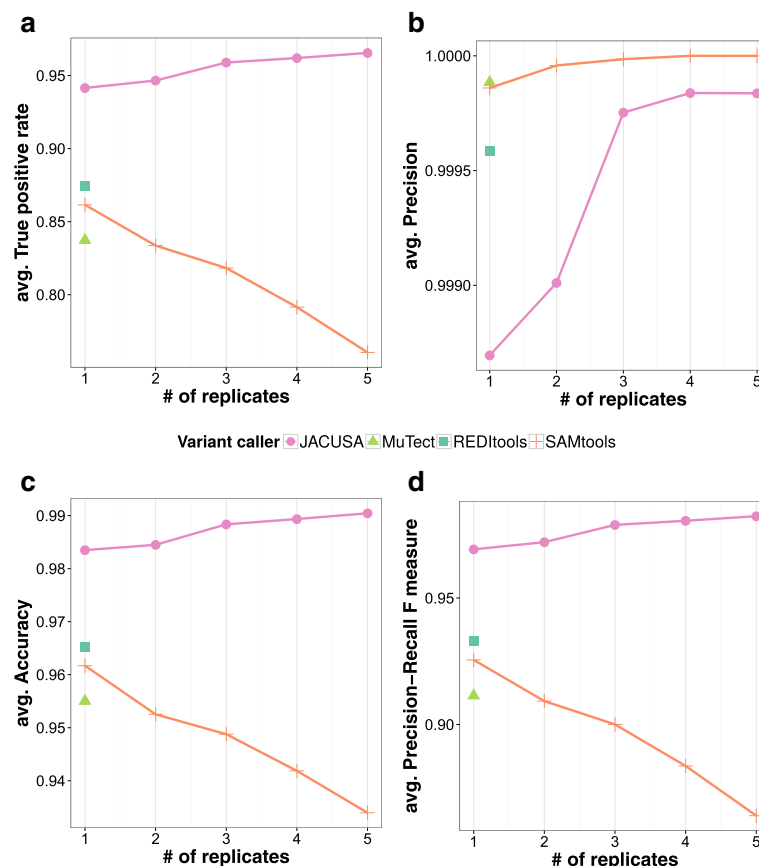 a
avg. True positive rate
0.95
0.90
0.85
0.80
1 2 3 4 5
# of replicates
b
avg. Precision
1.0000
0.9995
0.9990
1 2 3 4 5
# of replicates
Variant caller JACUSA MuTect REDItools SAMtools
c
avg. Accuracy
0.99
0.98
0.97
0.96
0.95
0.94
1 2 3 4 5
# of replicates
d
avg. Precision–Recall F measure
0.95
0.90
1 2 3 4 5
# of replicates